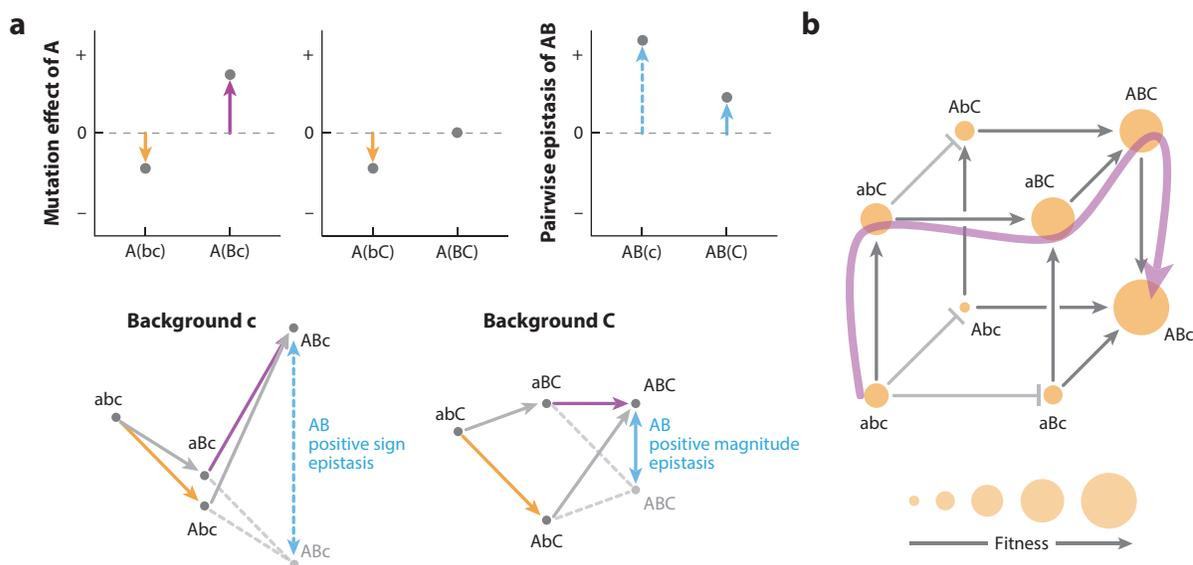 a
Mutation effect of A
+
0
−
A(bc)
A(Bc)
+
0
−
A(bC)
A(BC)
Pairwise epistasis of AB
+
0
−
AB(c)
AB(C)
Background c
abc
aBc
Abc
ABc
AB
positive sign
epistasis
ABc
Background C
abC
aBC
AbC
ABC
AB
positive magnitude
epistasis
ABC
b
AbC
ABC
abC
aBC
Abc
ABc
abc
aBc
Fitness